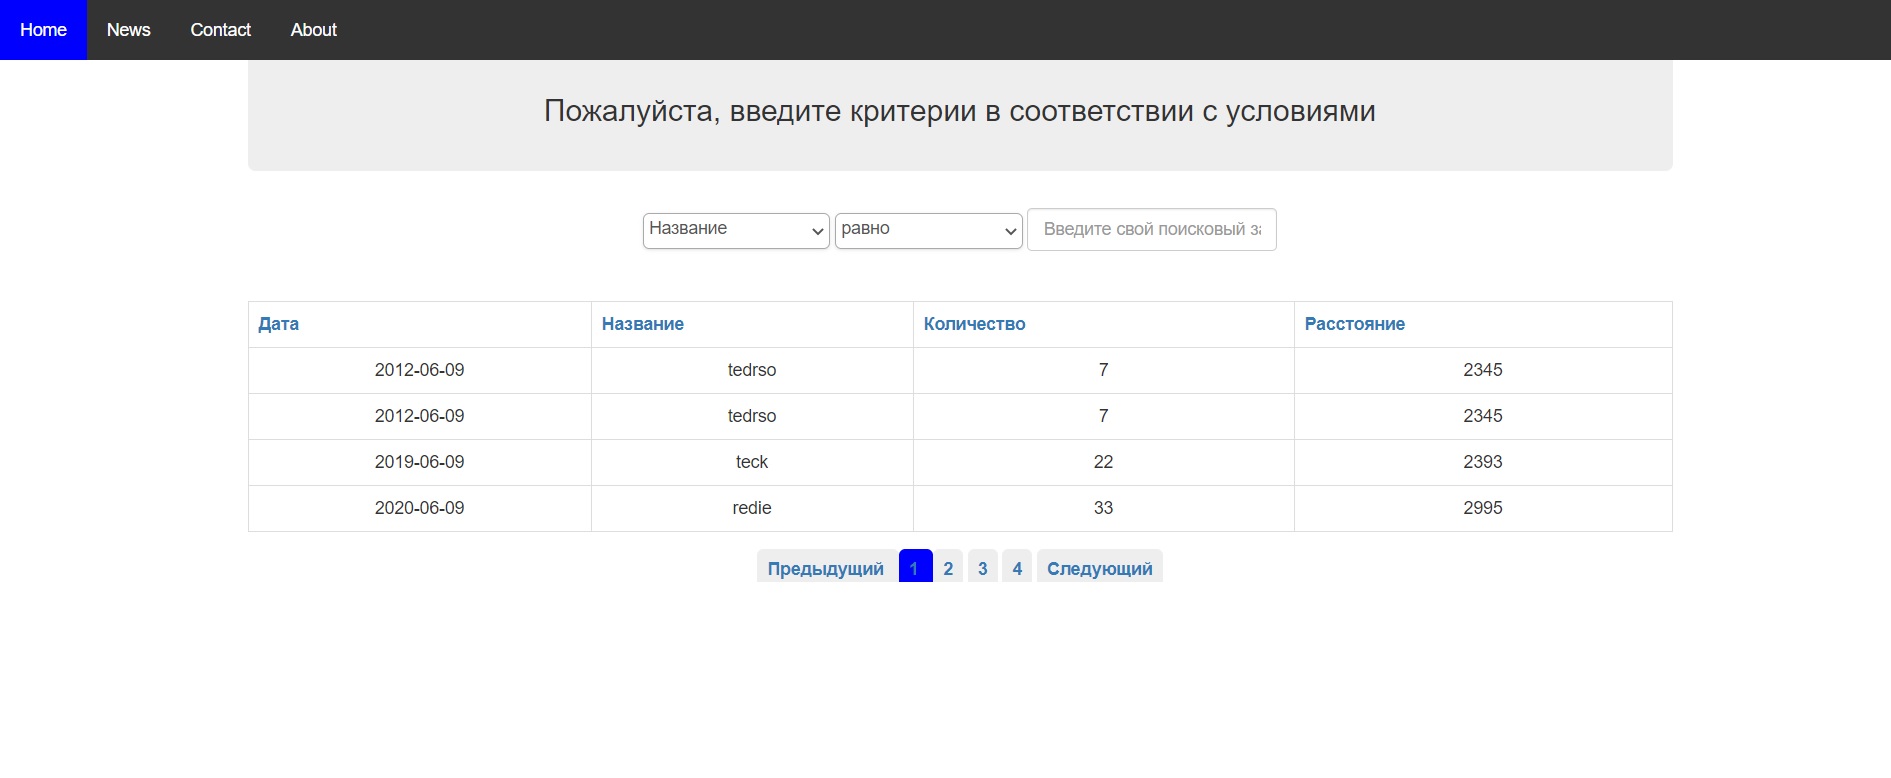 Home News Contact About
Пожалуйста, введите критерии в соответствии с условиями
Название равно Введите свой поисковый за
Дата Название Количество Расстояние
2012-06-09 tedrso 7 2345
2012-06-09 tedrso 7 2345
2019-06-09 teck 22 2393
2020-06-09 redie 33 2995
Предыдущий 1 2 3 4 Следующий